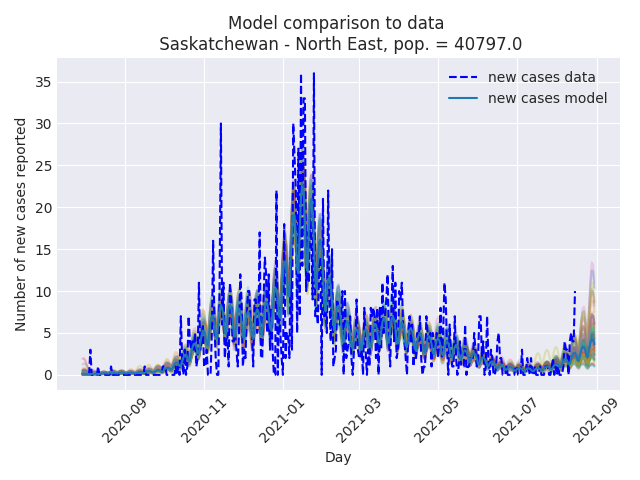 Model comparison to data
Saskatchewan - North East, pop. = 40797.0
new cases data
new cases model
Number of new cases reported
35
30
25
20
15
10
5
0
2020-09
2020-11
2021-01
2021-03
2021-05
2021-07
2021-09
Day